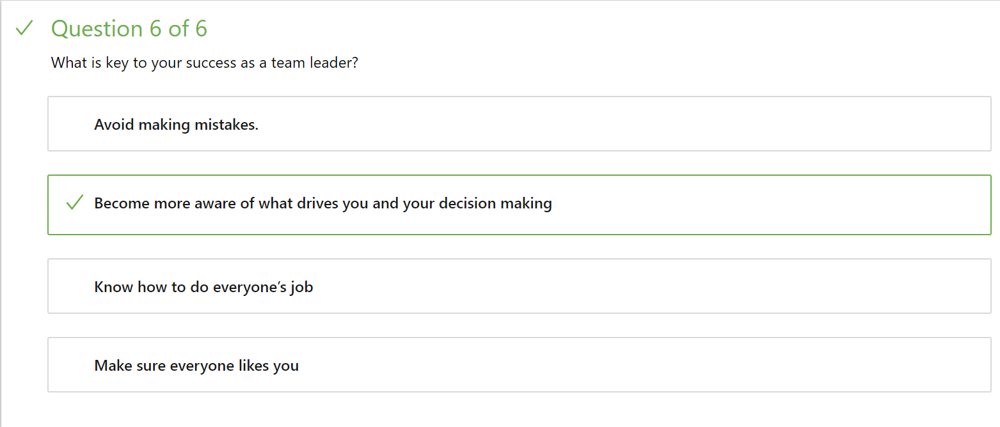 Question 6 of 6
What is key to your success as a team leader?
Avoid making mistakes.
Become more aware of what drives you and your decision making
Know how to do everyone’s job
Make sure everyone likes you